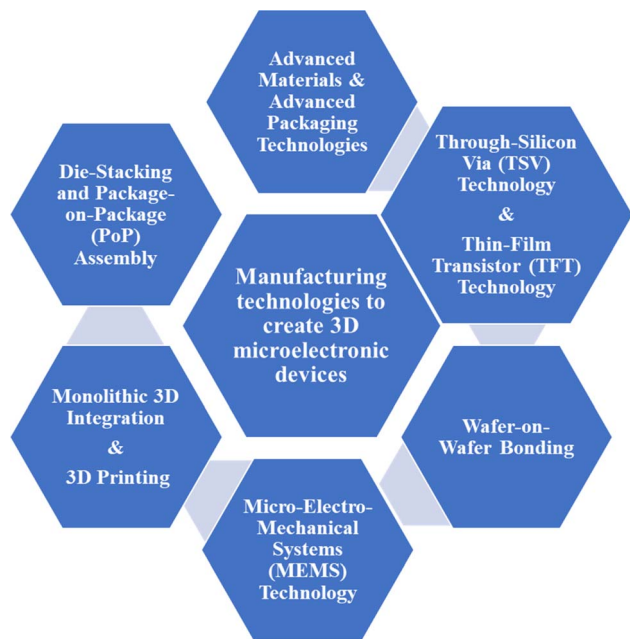 Advanced
Materials &
Advanced
Packaging
Technologies
Through-Silicon
Via (TSV)
Technology
&
Thin-Film
Transistor (TFT)
Technology
Wafer-on-
Wafer Bonding
Micro-Electro-
Mechanical
Systems
(MEMS)
Technology
Monolithic 3D
Integration
&
3D Printing
Die-Stacking
and Package-
on-Package
(PoP)
Assembly
Manufacturing
technologies to
create 3D
microelectronic
devices